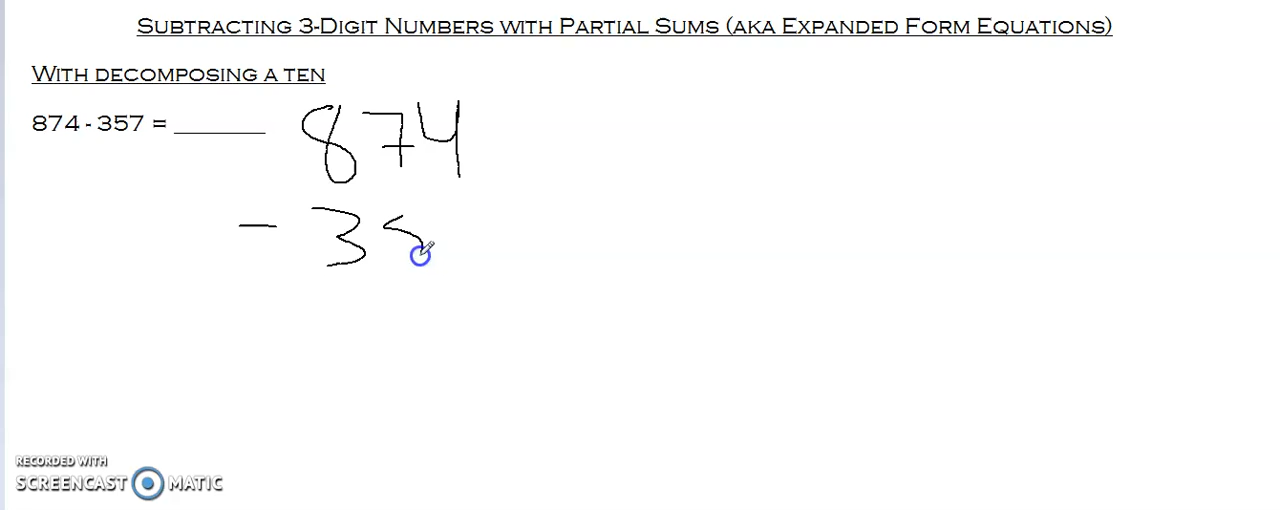 Subtracting 3-Digit Numbers with Partial Sums (aka Expanded Form Equations)
With decomposing a ten
874 - 357 = _______
874
- 3
RECORDED WITH
SCREENCAST MATIC